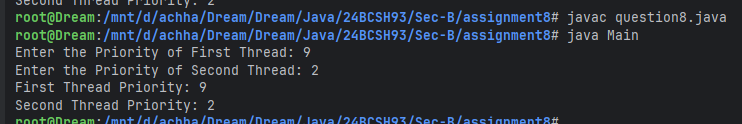 Second Thread Priority: 2
root@Dream:/mnt/d/achha/Dream/Dream/Java/24BCSH93/Sec-B/assignment8# javac question8.java
root@Dream:/mnt/d/achha/Dream/Dream/Java/24BCSH93/Sec-B/assignment8# java Main
Enter the Priority of First Thread: 9
Enter the Priority of Second Thread: 2
First Thread Priority: 9
Second Thread Priority: 2
root@Dream:/mnt/d/achha/Dream/Dream/Java/24BCSH93/Sec-B/assignment8#